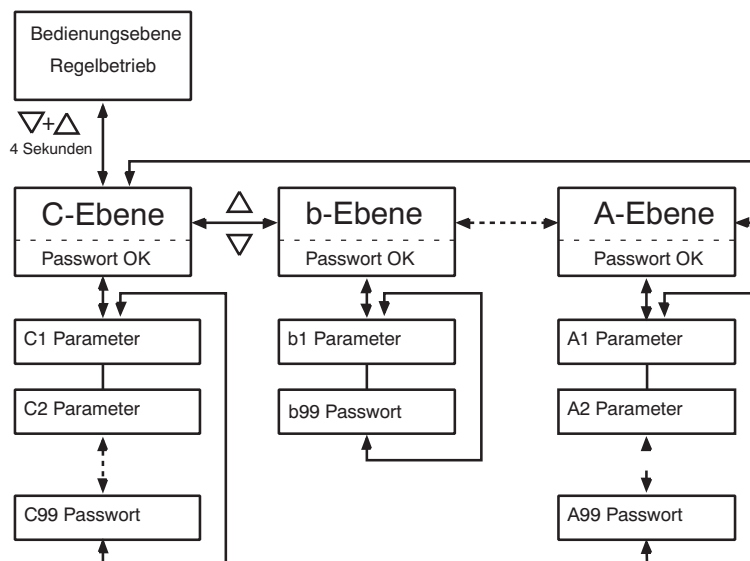 Bedienungsebene
Regelbetrieb
+
4 Sekunden
C-Ebene
Passwort OK
b-Ebene
Passwort OK
A-Ebene
Passwort OK
C1 Parameter
b1 Parameter
A1 Parameter
C2 Parameter
b99 Passwort
A2 Parameter
C99 Passwort
A99 Passwort